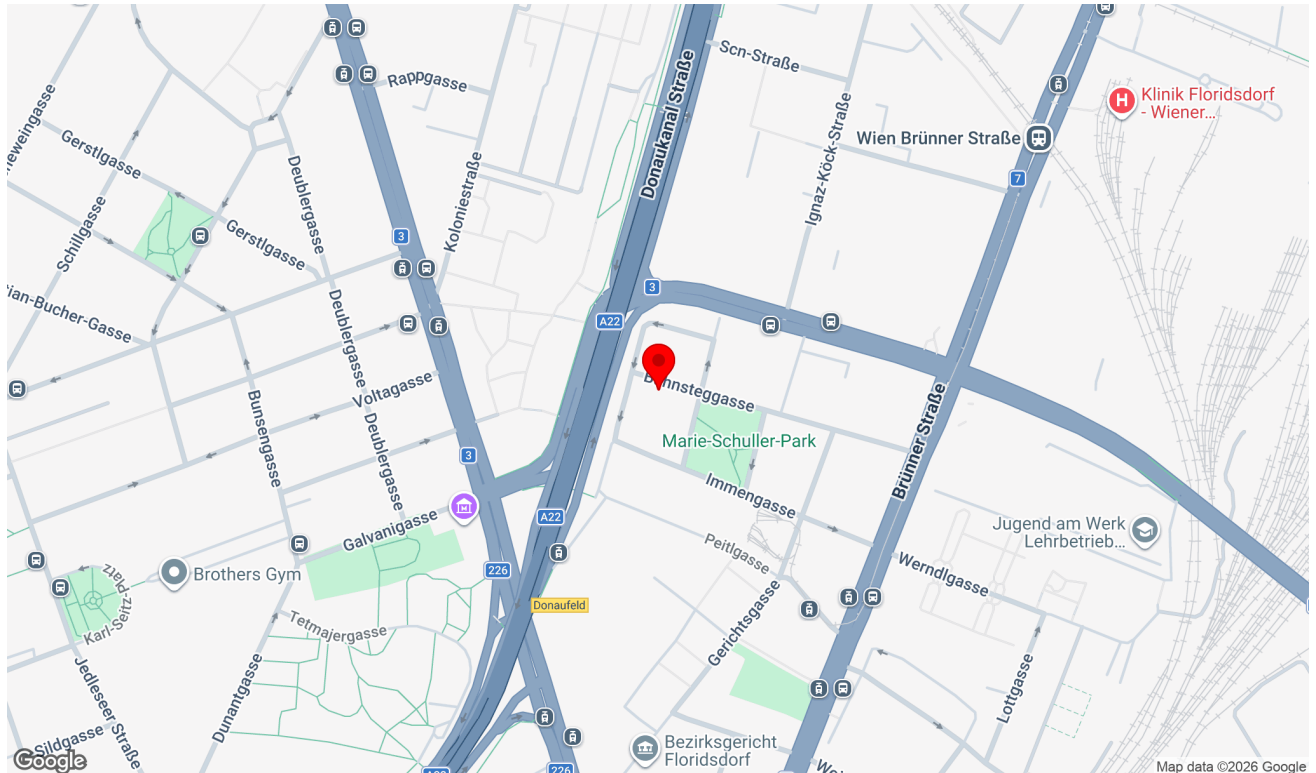 Rappgasse
Scn-Straße
Donaukanal Straße
Klinik Floridsdorf
- Wiener...
Wien Brünner Straße
Gerstlgasse
Deublergasse
Koloniestraße
Ignaz-Köck-Straße
7
Schillgasse
Gerstlgasse
3
3
A22
Deublergasse
Voltagasse
Bunsengasse
Deublergasse
Marie-Schuller-Park
Brünner Straße
3
Immengasse
A22
Galvanigasse
Peitlgasse
Jugend am Werk
Lehrbetrieb...
Werndlgasse
Brothers Gym
226
Donaufeld
Karl-Seitz-
Platz
Tetmajergasse
Gerichtsgasse
Dunantgasse
Jedleseer Straße
Lottgasse
Sildgasse
Bezirksgericht
Floridsdorf
226
Google
Map data ©2026 Google